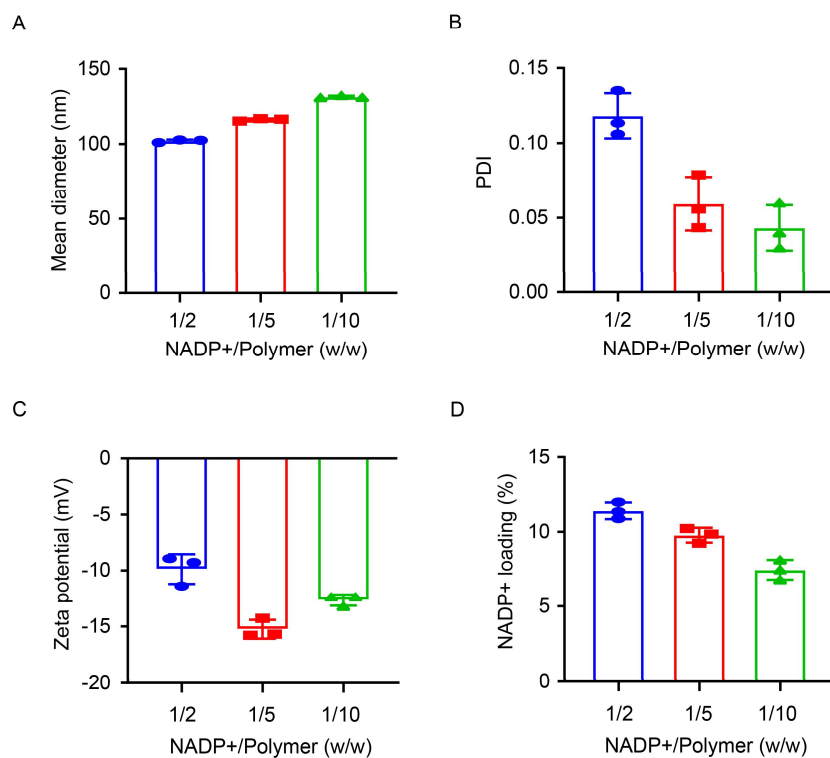 A
Mean diameter (nm)
150
100
50
0
1/2 1/5 1/10
NADP+/Polymer (w/w)
B
PDI
0.15
0.10
0.05
0.00
1/2 1/5 1/10
NADP+/Polymer (w/w)
C
Zeta potential (mV)
0
-5
-10
-15
-20
1/2 1/5 1/10
NADP+/Polymer (w/w)
D
NADP+ loading (%)
15
10
5
0
1/2 1/5 1/10
NADP+/Polymer (w/w)